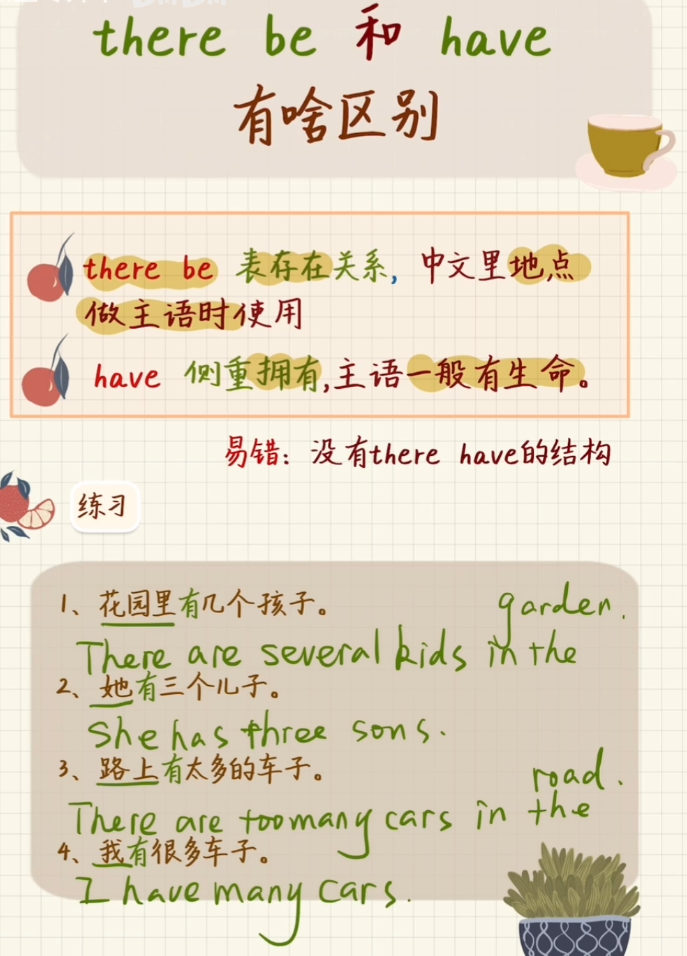 there be 和 have
有啥区别
there be 表存在关系, 中文里地点
做主语时使用
have 侧重拥有,主语一般有生命。
易错: 没有there have的结构
练习
1、花园里有几个孩子。
garden.
There are several kids in the
2、她有三个儿子。
She has three sons.
3、路上有太多的车子。
road.
There are too many cars in the
4、我有很多车子。
I have many cars.